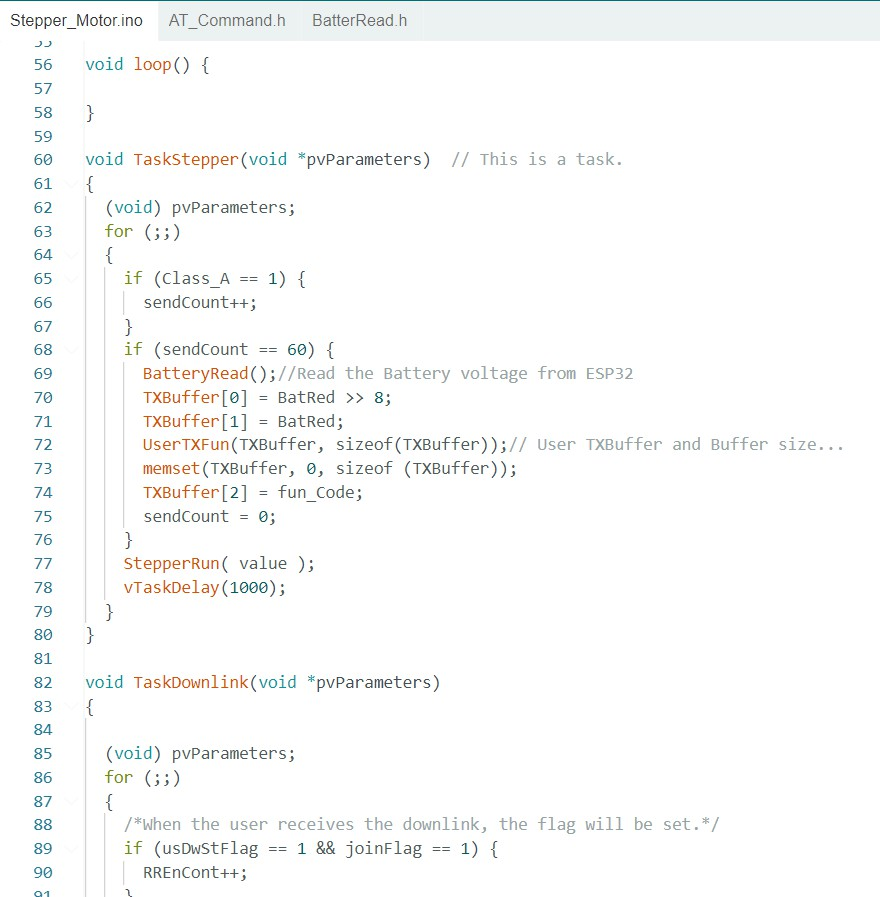 Stepper_Motor.ino AT_Command.h BatterRead.h
55
56 void loop() {
57
58 }
59
60 void TaskStepper(void *pvParameters) // This is a task.
61 {
62 (void) pvParameters;
63 for (;;)
64 {
65 if (Class_A == 1) {
66 sendCount++;
67 }
68 if (sendCount == 60) {
69 BatteryRead();//Read the Battery voltage from ESP32
70 TXBuffer[0] = BatRed >> 8;
71 TXBuffer[1] = BatRed;
72 UserTXFun(TXBuffer, sizeof(TXBuffer));// User TXBuffer and Buffer size...
73 memset(TXBuffer, 0, sizeof (TXBuffer));
74 TXBuffer[2] = fun_Code;
75 sendCount = 0;
76 }
77 StepperRun( value );
78 vTaskDelay(1000);
79 }
80 }
81
82 void TaskDownlink(void *pvParameters)
83 {
84
85 (void) pvParameters;
86 for (;;)
87 {
88 /*When the user receives the downlink, the flag will be set.*/
89 if (usDwStFlag == 1 && joinFlag == 1) {
90 RREnCont++;
91 }